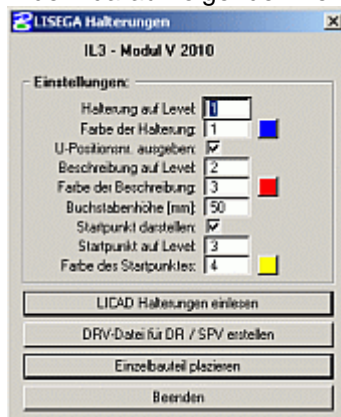 LISEGA Halterungen
IL3 - Modul V 2010
Einstellungen:
Halterung auf Level: 1
Farbe der Halterung: 1
U-Positionsnr. ausgeben:
Beschreibung auf Level: 2
Farbe der Beschreibung: 3
Buchstabenhöhe [mm]: 50
Startpunkt darstellen:
Startpunkt auf Level: 3
Farbe des Startpunktes: 4
LICAD Halterungen einlesen
DRV-Datei für DR / SPV erstellen
Einzelbauteil plazieren
Beenden